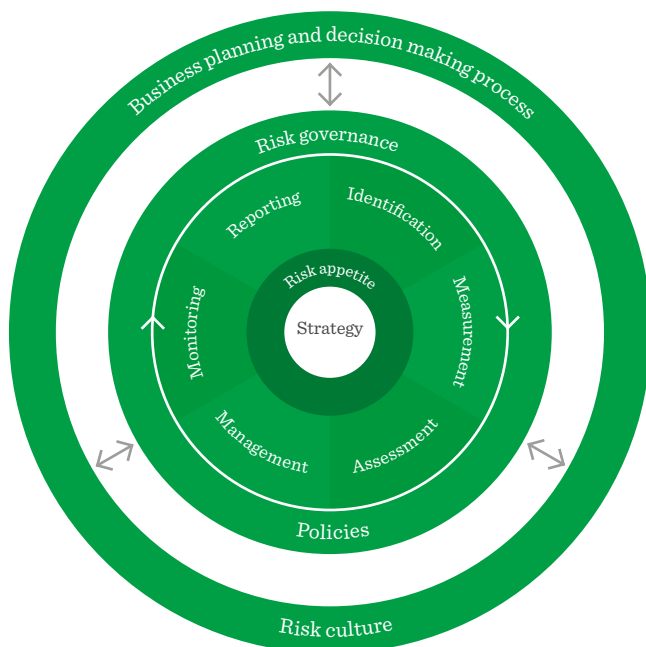 Business planning and decision making process
Risk governance
Reporting
Identification
Risk appetite
Monitoring
Strategy
Measurement
Management
Assessment
Policies
Risk culture